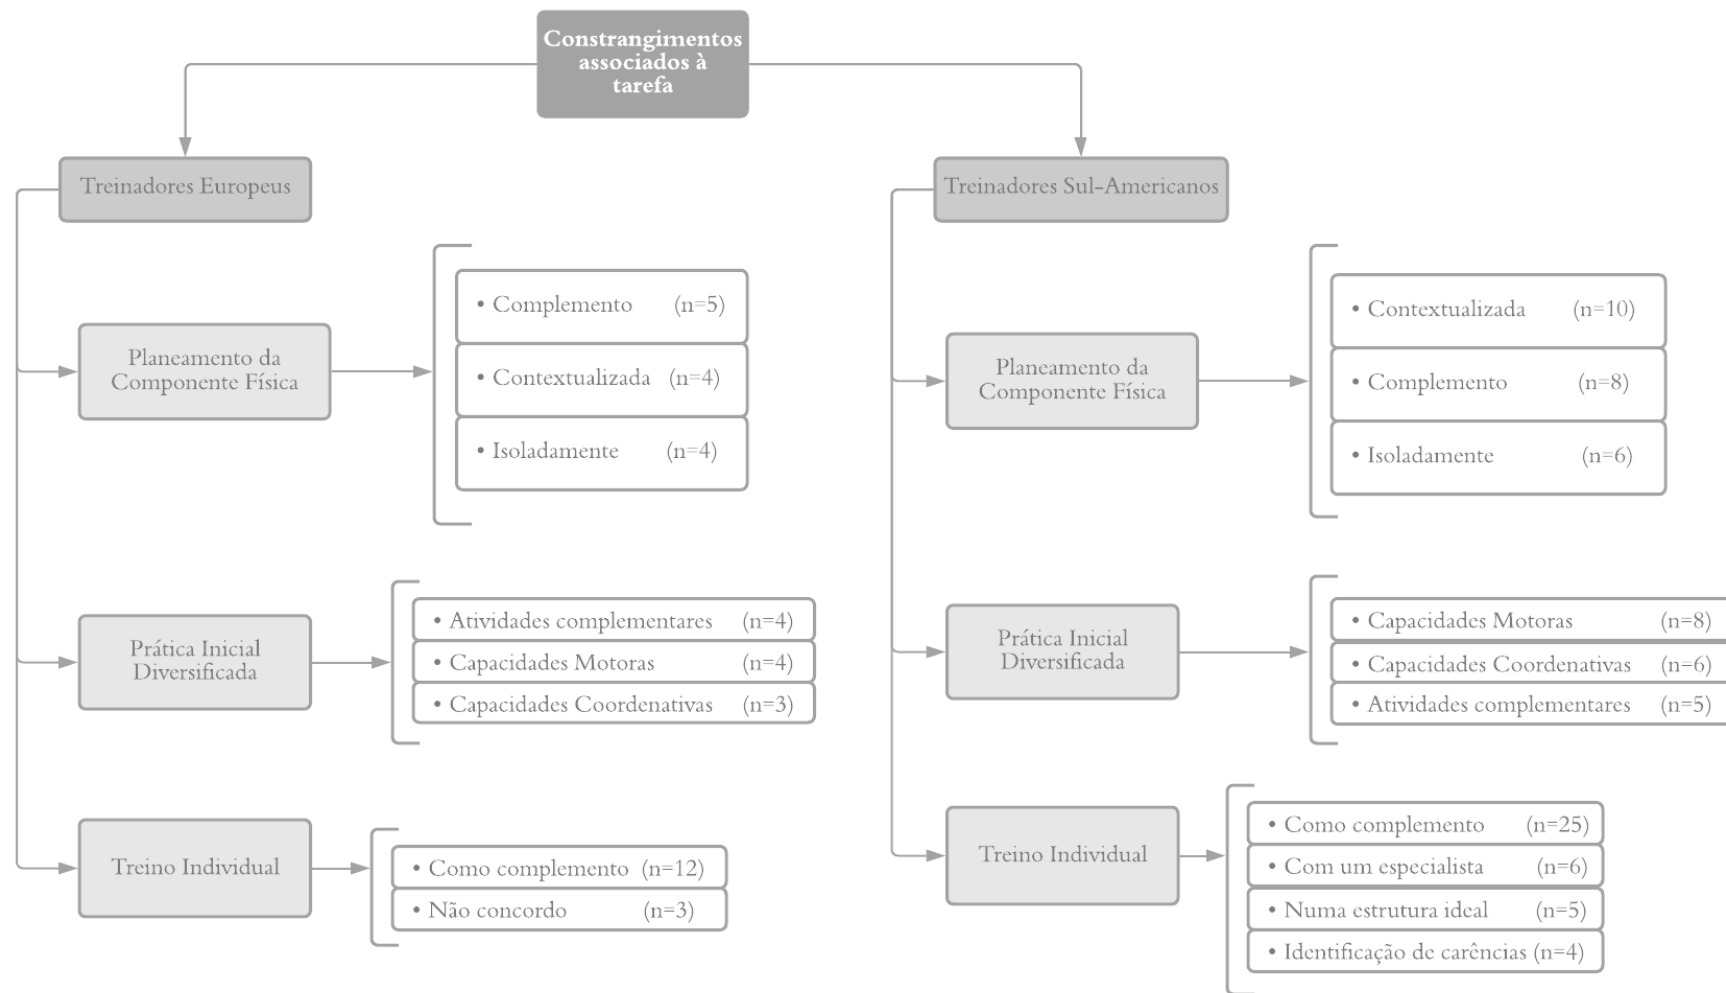 Constrangimentos
associados à
tarefa
Treinadores Europeus
Planeamento da
Componente Física
• Complemento (n=5)
• Contextualizada (n=4)
• Isoladamente (n=4)
Prática Inicial
Diversificada
• Atividades complementares (n=4)
• Capacidades Motoras (n=4)
• Capacidades Coordenativas (n=3)
Treino Individual
• Como complemento (n=12)
• Não concordo (n=3)
Treinadores Sul-Americanos
Planeamento da
Componente Física
• Contextualizada (n=10)
• Complemento (n=8)
• Isoladamente (n=6)
Prática Inicial
Diversificada
• Capacidades Motoras (n=8)
• Capacidades Coordenativas (n=6)
• Atividades complementares (n=5)
Treino Individual
• Como complemento (n=25)
• Com um especialista (n=6)
• Numa estrutura ideal (n=5)
• Identificação de carências (n=4)